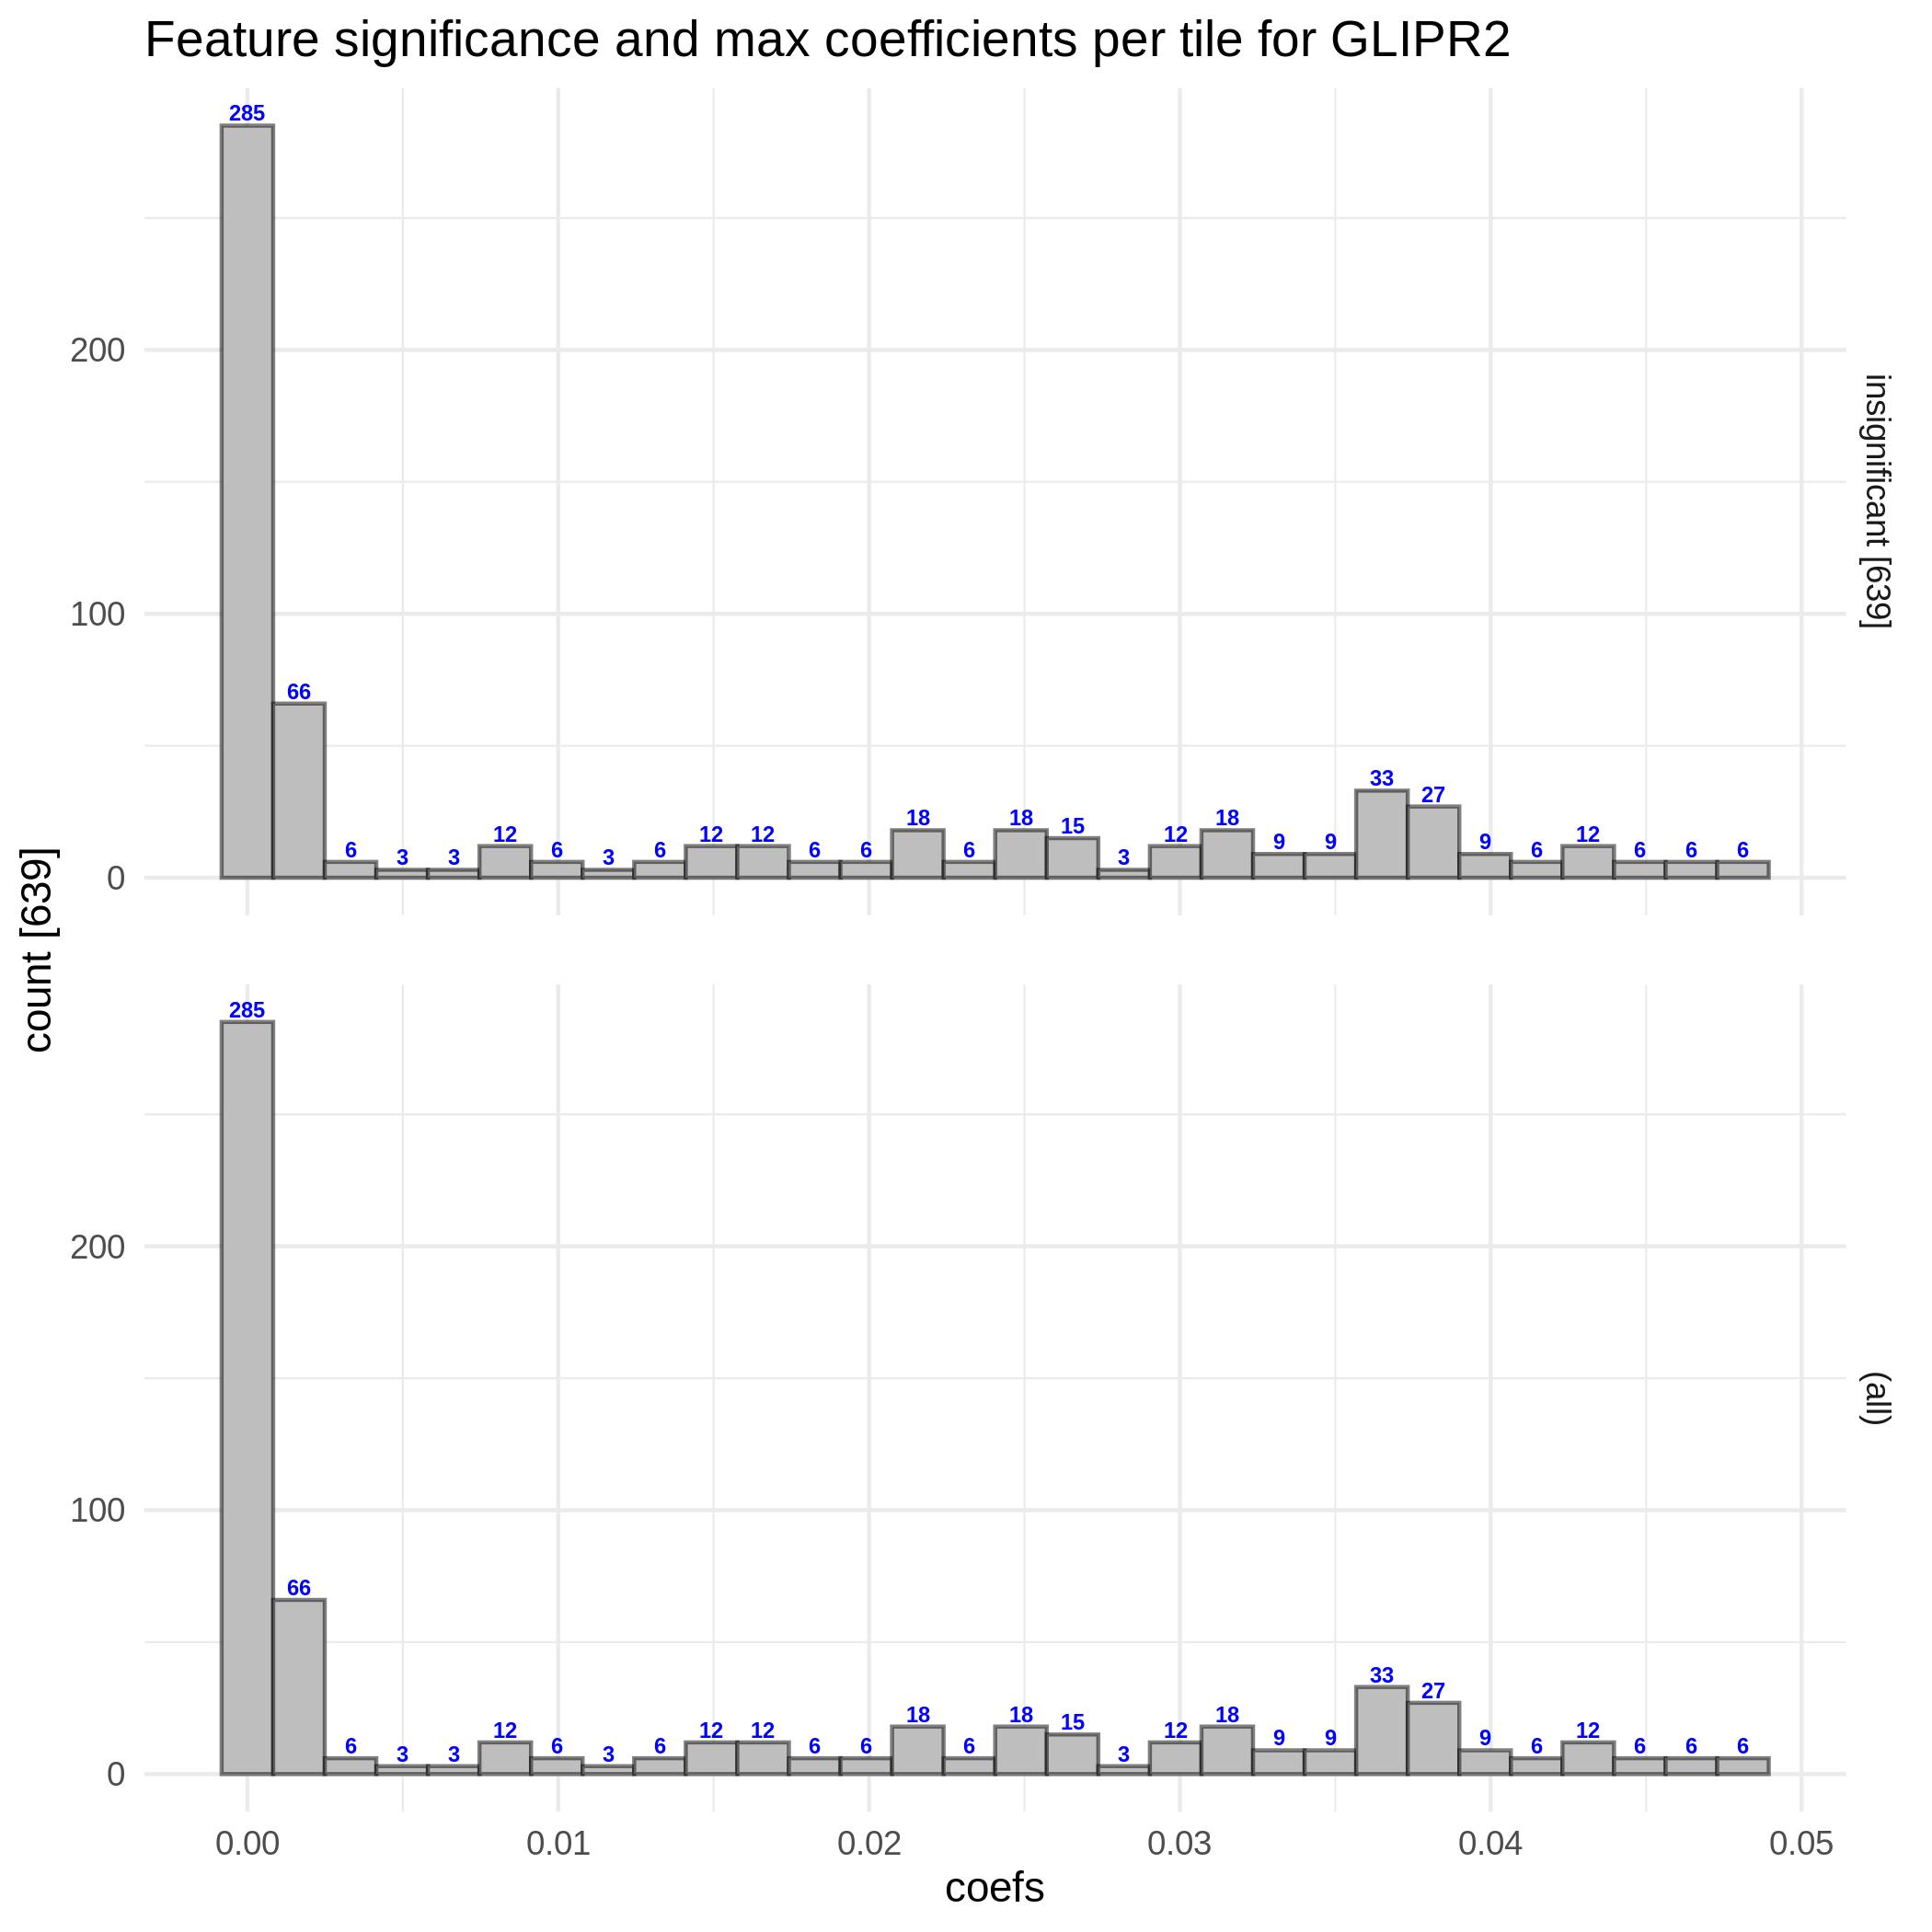 Feature significance and max coefficients per tile for GLIPR2
count [639]
285
66
6 3 3 12 6 3 6 12 12 6 6 18 6 18 15 3 12 18 9 9 33 27 9 6 12 6 6 6
200
100
0
insignificant [639]
285
66
6 3 3 12 6 3 6 12 12 6 6 18 6 18 15 3 12 18 9 9 33 27 9 6 12 6 6 6
200
100
0
(all)
0.00 0.01 0.02 0.03 0.04 0.05
coefs